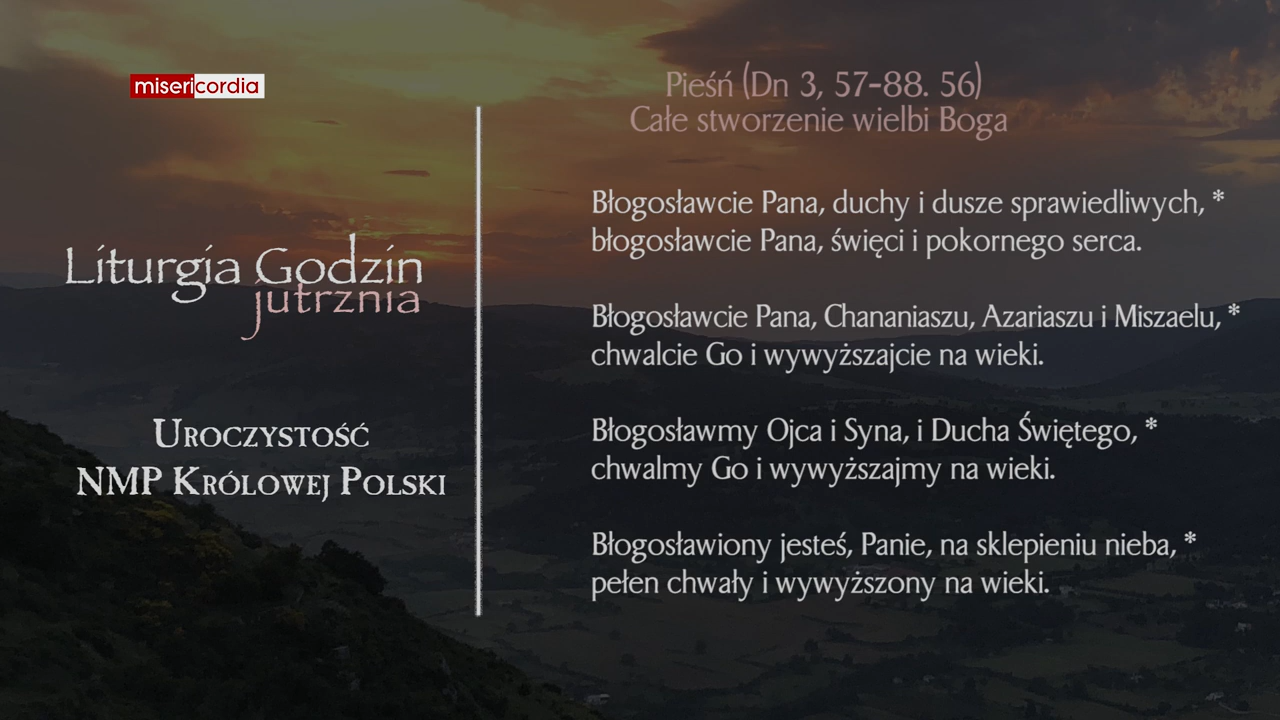 misericordia
Liturgia Godzin
jutrznia
Uroczystość
NMP Królowej Polski
Pieśń (Dn 3, 57-88. 56)
Całe stworzenie wielbi Boga
Błogosławcie Pana, duchy i dusze sprawiedliwych, *
błogosławcie Pana, święci i pokornego serca.
Błogosławcie Pana, Chananiaszu, Azariaszu i Miszaelu, *
chwalcie Go i wywyższajcie na wieki.
Błogosławmy Ojca i Syna, i Ducha Świętego, *
chwalmy Go i wywyższajmy na wieki.
Błogosławiony jesteś, Panie, na sklepieniu nieba, *
pełen chwały i wywyższony na wieki.